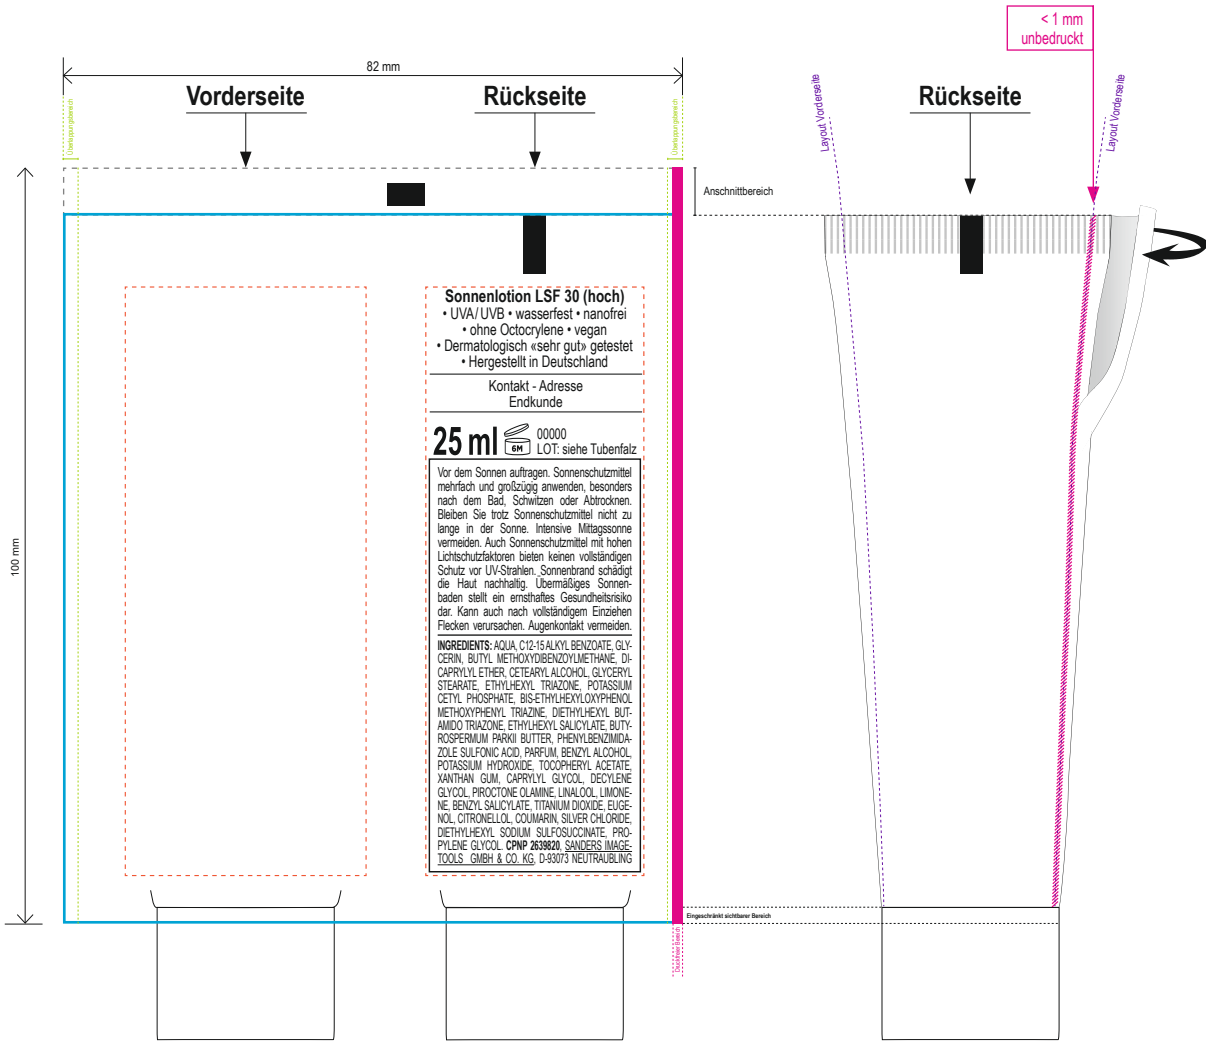 < 1 mm
unbedruckt
82 mm
Vorderseite
Rückseite
Rückseite
Überlappungsbereich
Überlappungsbereich
Layout Vorderseite
Layout Vorderseite
Anschnittbereich
100 mm
Sonnenlotion LSF 30 (hoch)
• UVA/UVB • wasserfest • nanofrei
• ohne Octocrylene • vegan
• Dermatologisch «sehr gut» getestet
• Hergestellt in Deutschland
Kontakt - Adresse
Endkunde
25 ml
6M
00000
LOT: siehe Tubenfalz
Vor dem Sonnen auftragen. Sonnenschutzmittel
mehrfach und großzügig anwenden, besonders
nach dem Bad, Schwitzen oder Abtrocknen.
Bleiben Sie trotz Sonnenschutzmittel nicht zu
lange in der Sonne. Intensive Mittagssonne
vermeiden. Auch Sonnenschutzmittel mit hohen
Lichtschutzfaktoren bieten keinen vollständigen
Schutz vor UV-Strahlen. Sonnenbrand schädigt
die Haut nachhaltig. Übermäßiges Sonnen-
baden stellt ein ernsthaftes Gesundheitsrisiko
dar. Kann auch nach vollständigem Einziehen
Flecken verursachen. Augenkontakt vermeiden.
INGREDIENTS: AQUA, C12-15 ALKYL BENZOATE, GLY-
CERIN, BUTYL METHOXYDIBENZOYLMETHANE, DI-
CAPRYLYL ETHER, CETEARYL ALCOHOL, GLYCERYL
STEARATE, ETHYLHEXYL TRIAZONE, POTASSIUM
CETYL PHOSPHATE, BIS-ETHYLHEXYLOXYPHENOL
METHOXYPHENYL TRIAZINE, DIETHYLHEXYL BUT-
AMIDO TRIAZONE, ETHYLHEXYL SALICYLATE, BUTY-
ROSPERMUM PARKII BUTTER, PHENYLBENZIMIDA-
ZOLE SULFONIC ACID, PARFUM, BENZYL ALCOHOL,
POTASSIUM HYDROXIDE, TOCOPHERYL ACETATE,
XANTHAN GUM, CAPRYLYL GLYCOL, DECYLENE
GLYCOL, PIROCTONE OLAMINE, LINALOOL, LIMONE-
NE, BENZYL SALICYLATE, TITANIUM DIOXIDE, EUGE-
NOL, CITRONELLOL, COUMARIN, SILVER CHLORIDE,
DIETHYLHEXYL SODIUM SULFOSUCCINATE, PRO-
PYLENE GLYCOL. CPNP 2639820, SANDERS IMAGE-
TOOLS GMBH & CO. KG, D-93073 NEUTRAUBLING
Eingeschränkt sichtbarer Bereich
Druckfreier Bereich